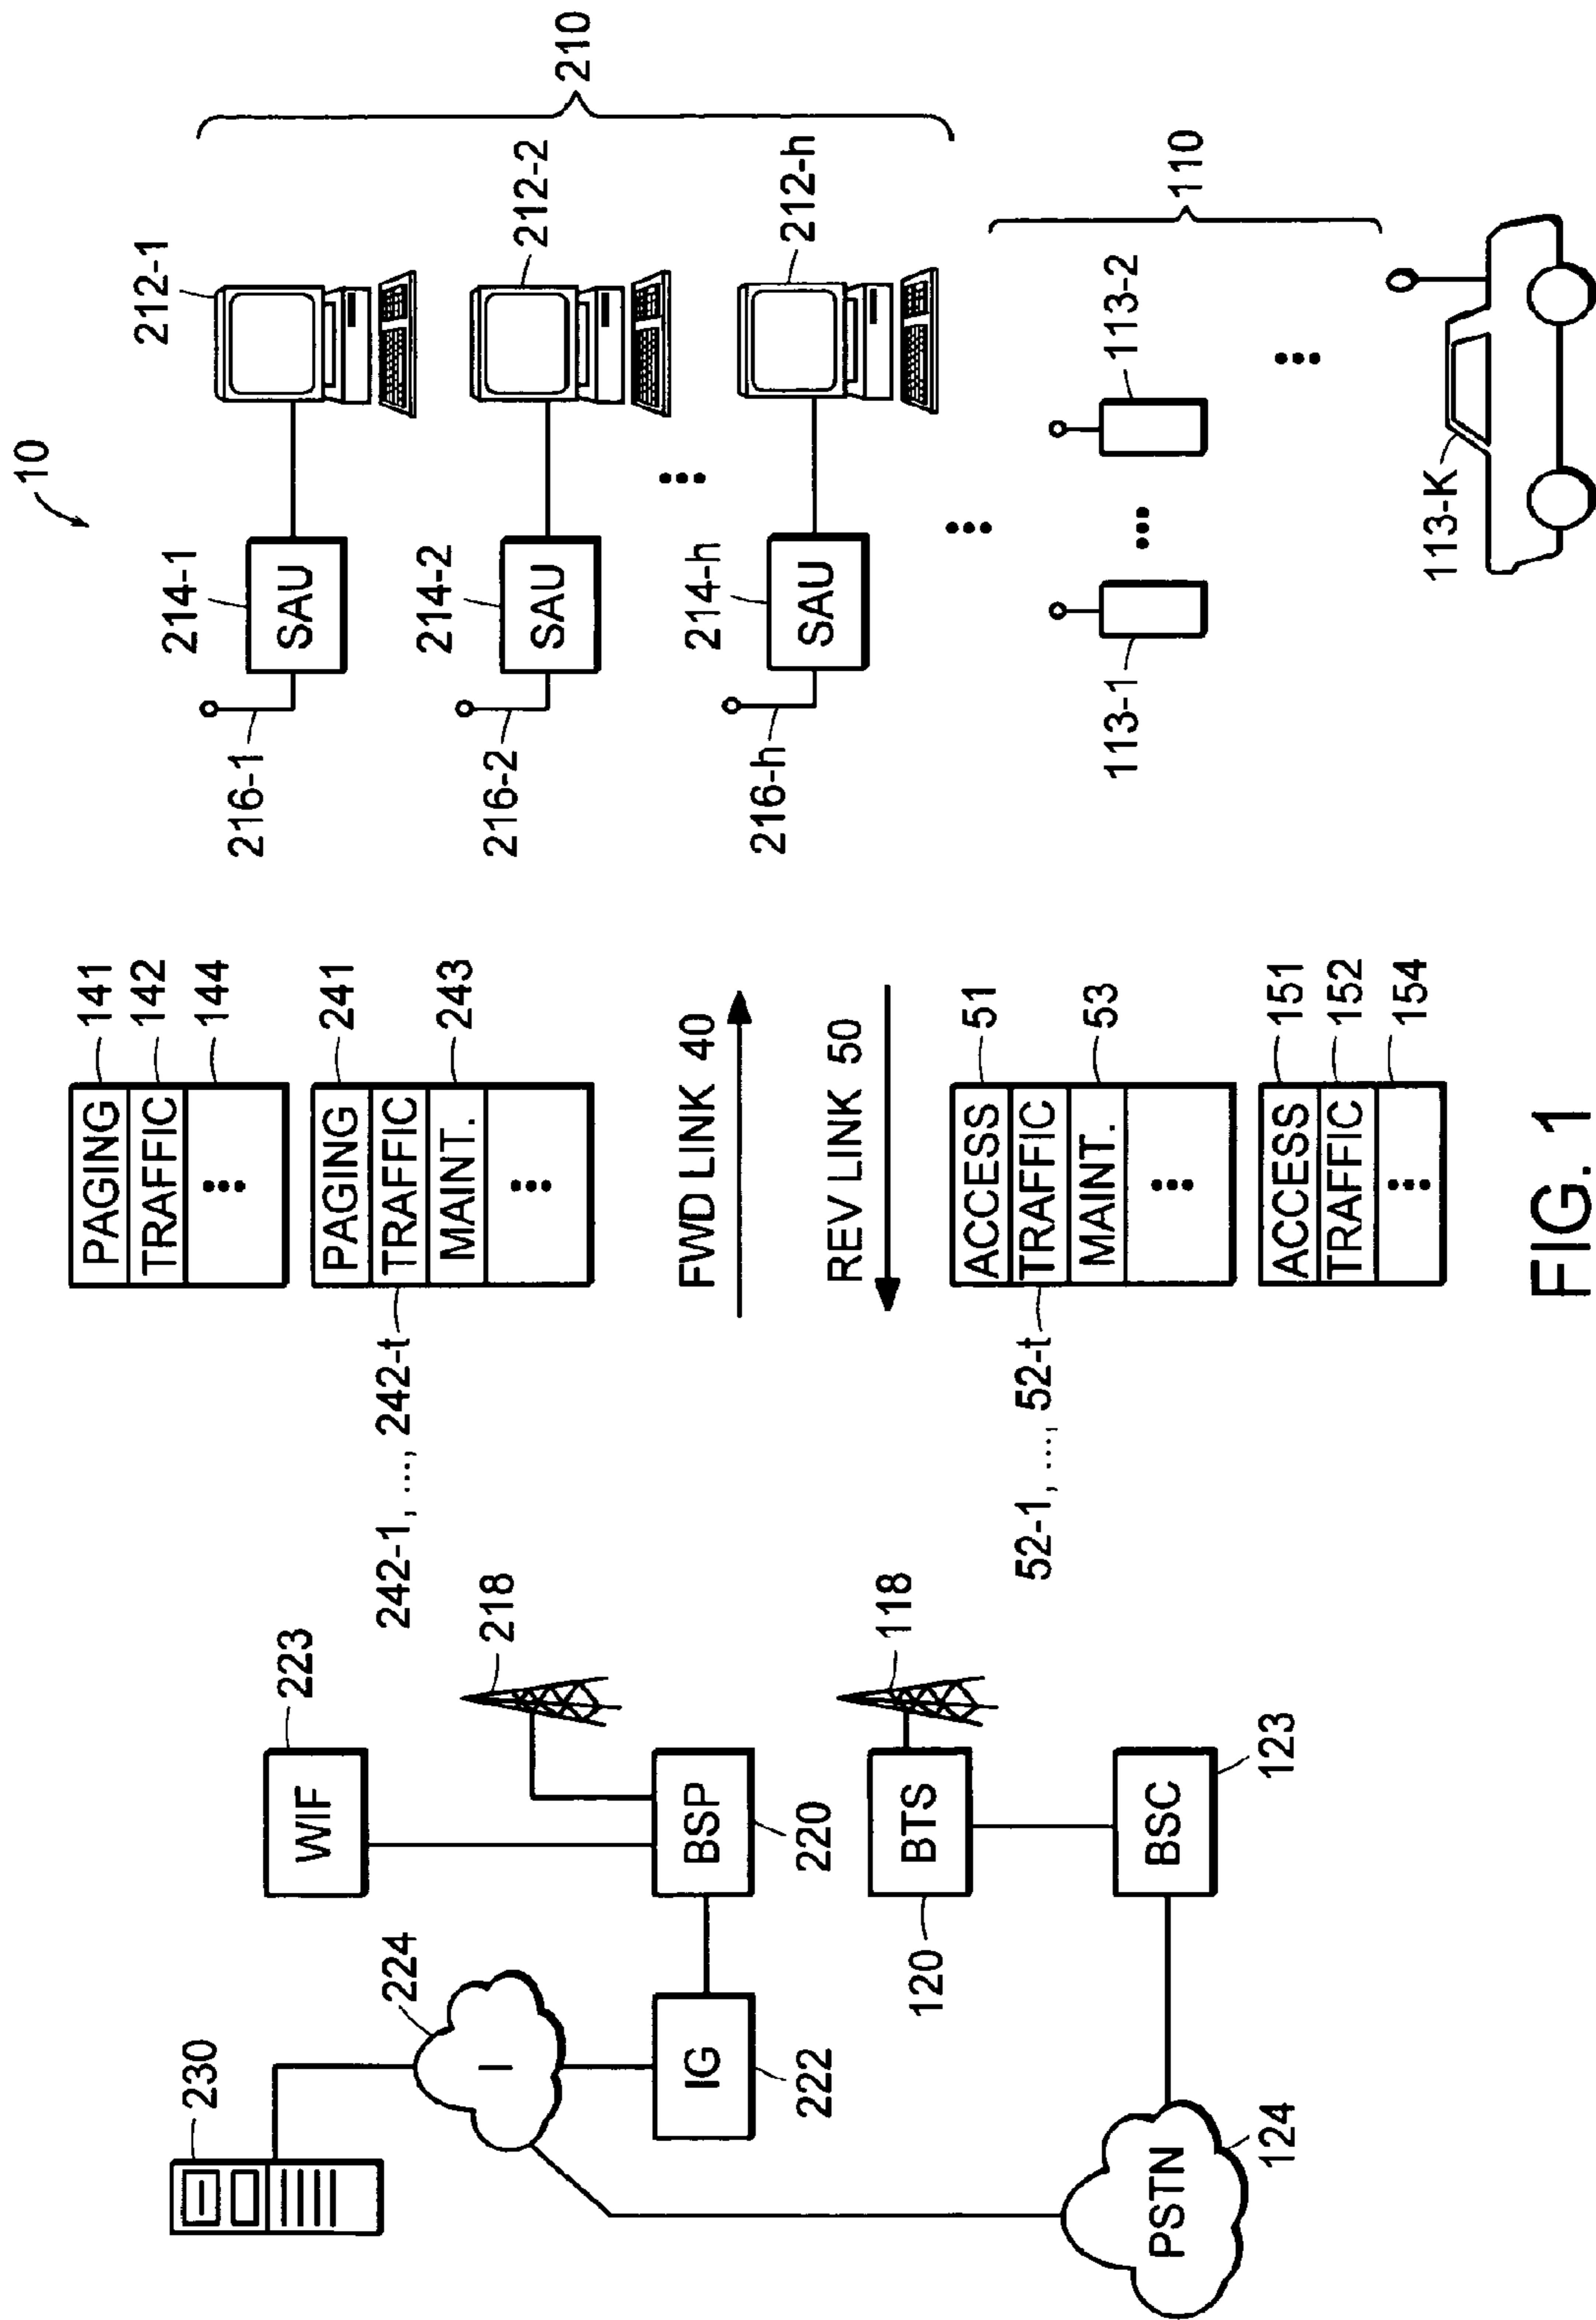 10
230
224
I
IG
222
WIF
223
BSP
220
218
PSTN
124
BTS
120
118
BSC
123
PAGING
TRAFFIC
⋮
141
142
144
PAGING
TRAFFIC
MAINT.
⋮
241
243
242-1, ..., 242-t
FWD LINK 40
REV LINK 50
ACCESS
TRAFFIC
MAINT.
⋮
51
53
52-1, ..., 52-t
ACCESS
TRAFFIC
...
151
152
154
216-1
214-1
SAU
212-1
216-2
214-2
SAU
212-2
216-h
214-h
SAU
212-h
210
113-1
113-2
110
113-K
FIG. 1